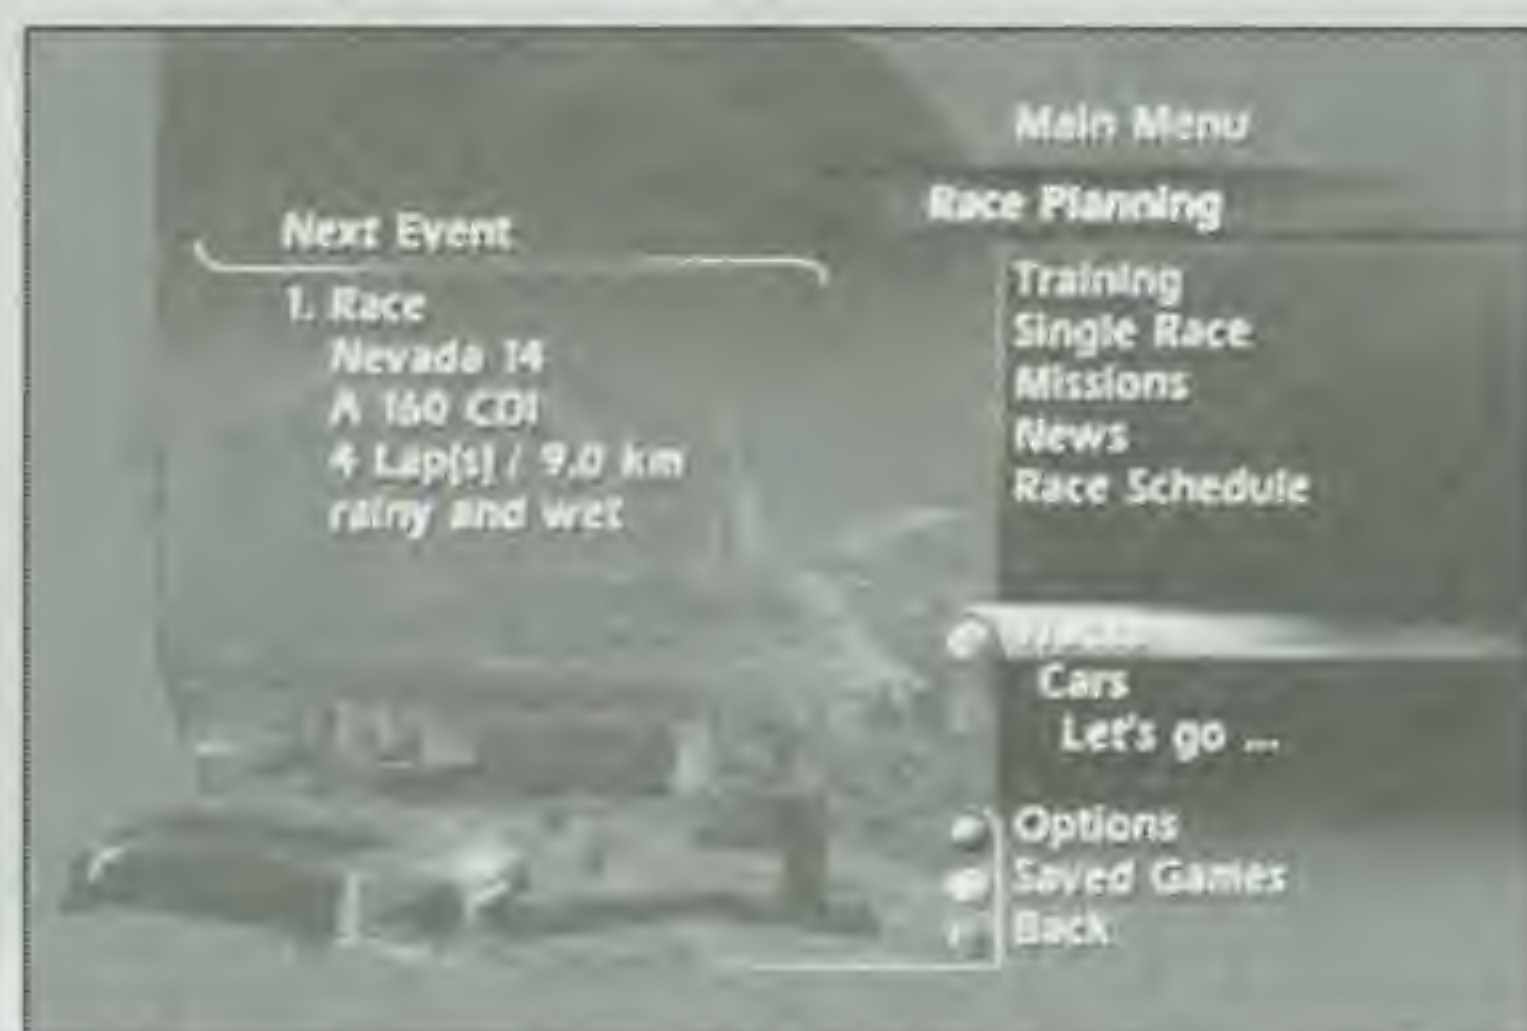 Main Menu
Race Planning
Next Event
1. Race
Nevada 14
A 160 CDI
4 Lap(s) / 9.0 km
rainy and wet
Training
Single Race
Missions
News
Race Schedule
Cars
Let's go ...
Options
Saved Games
Back